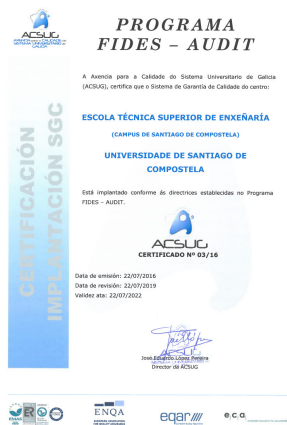 ACSUG
PROGRAMA
FIDES – AUDIT
A Axencia para a Calidade do Sistema Universitario de Galicia
(ACSUG), certifica que o Sistema de Garantía de Calidade do centro:
ESCOLA TÉCNICA SUPERIOR DE ENXEÑARÍA
(CAMPUS DE SANTIAGO DE COMPOSTELA)
UNIVERSIDADE DE SANTIAGO DE
COMPOSTELA
Está implantado conforme ás directrices establecidas no Programa
FIDES – AUDIT.
CERTIFICACIÓN
IMPLANTACIÓN SGC
ACSUG
CERTIFICADO Nº 03/16
Data de emisión: 22/07/2016
Data de revisión: 22/07/2019
Validez ata: 22/07/2022
José Eduardo López Pereira
Director da ACSUG
ENQA
eqar////
e.c.a.